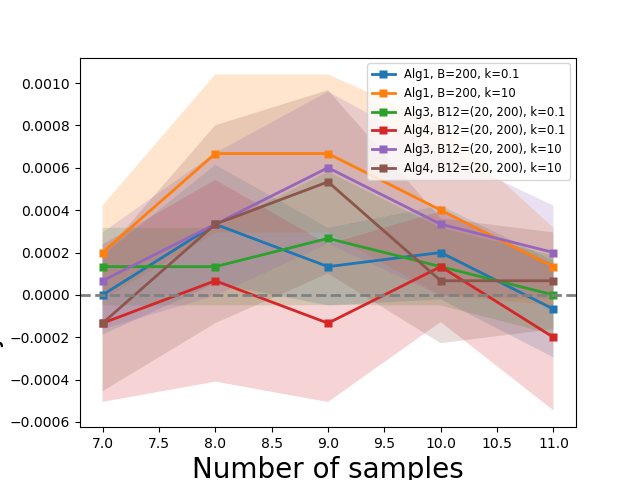 0.0010
0.0008
0.0006
0.0004
0.0002
0.0000
−0.0002
−0.0004
−0.0006
Alg1, B=200, k=0.1
Alg1, B=200, k=10
Alg3, B12=(20, 200), k=0.1
Alg4, B12=(20, 200), k=0.1
Alg3, B12=(20, 200), k=10
Alg4, B12=(20, 200), k=10
7.0 7.5 8.0 8.5 9.0 9.5 10.0 10.5 11.0
Number of samples